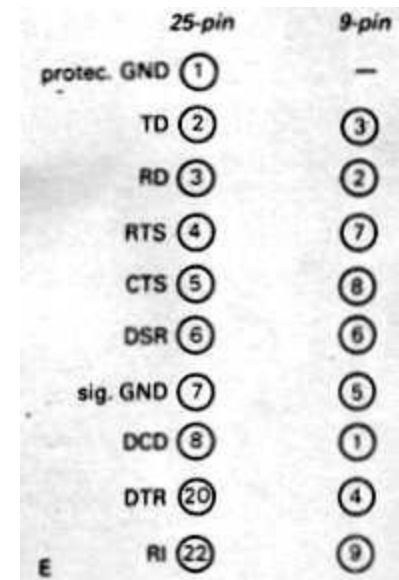 25-pin 9-pin
protec. GND 1 –
TD 2 3
RD 3 2
RTS 4 7
CTS 5 8
DSR 6 6
sig. GND 7 5
DCD 8 1
DTR 20 4
RI 22 9
E